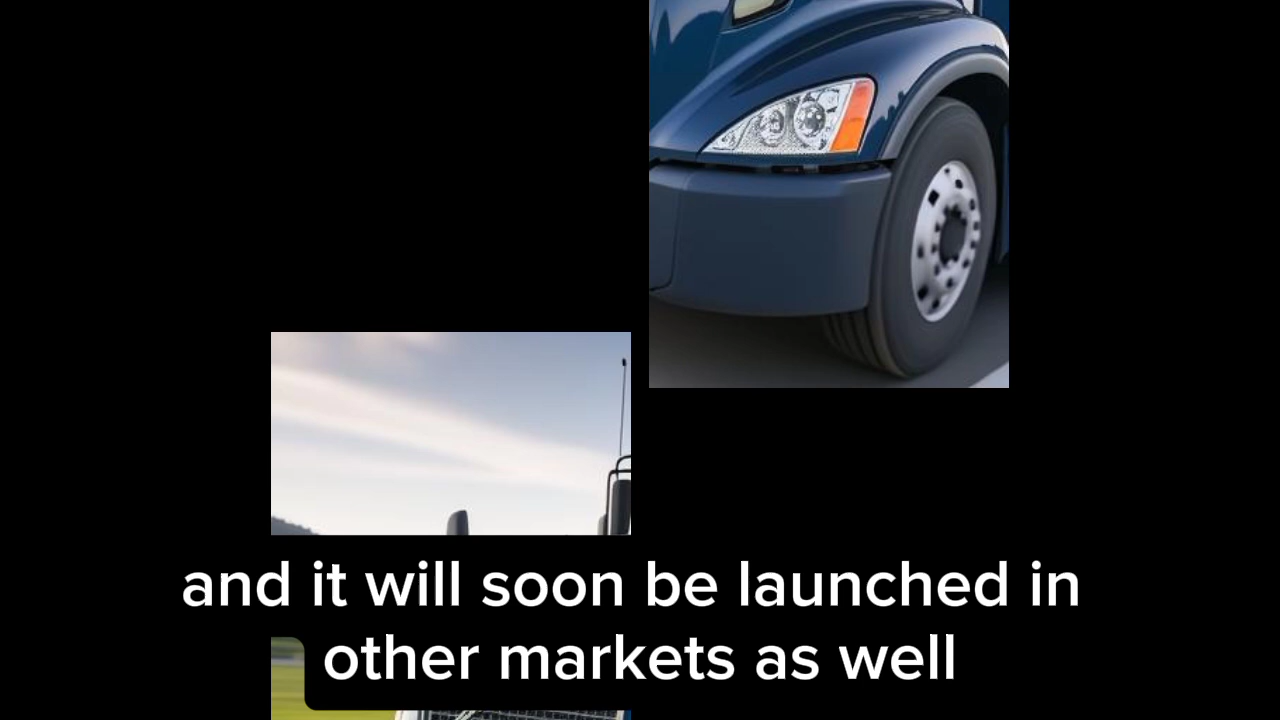 and it will soon be launched in
other markets as well